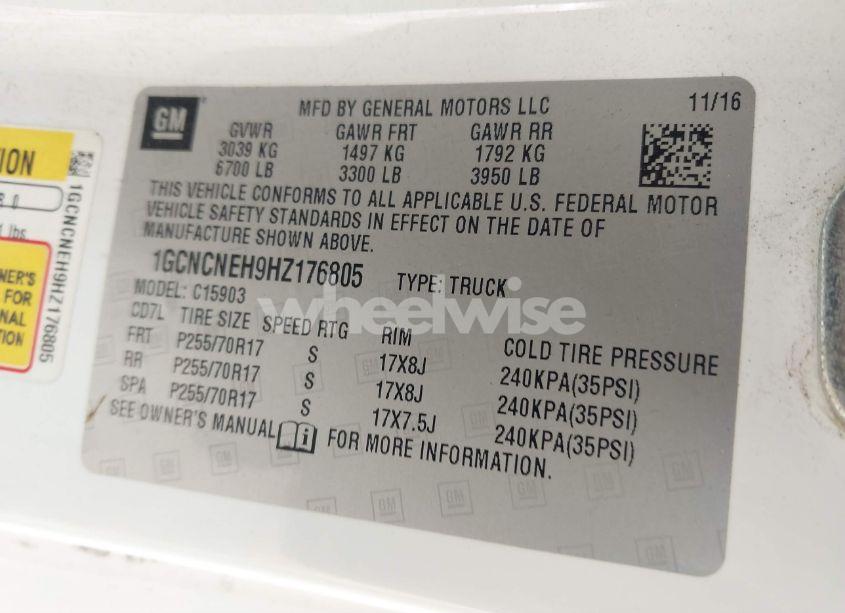 GM
MFD BY GENERAL MOTORS LLC 11/16
GVWR GAWR FRT GAWR RR
3039 KG 1497 KG 1792 KG
6700 LB 3300 LB 3950 LB
THIS VEHICLE CONFORMS TO ALL APPLICABLE U.S. FEDERAL MOTOR
VEHICLE SAFETY STANDARDS IN EFFECT ON THE DATE OF
MANUFACTURE SHOWN ABOVE.
1GCNCNEH9HZ176805 TYPE: TRUCK
MODEL: C15903
CD7L TIRE SIZE SPEED RTG RIM COLD TIRE PRESSURE
FRT P255/70R17 S 17X8J 240KPA(35PSI)
RR P255/70R17 S 17X8J 240KPA(35PSI)
SPA P255/70R17 S 17X7.5J 240KPA(35PSI)
SEE OWNER'S MANUAL FOR MORE INFORMATION.
wheelwise
1GCNCNEH9HZ176805
FOR